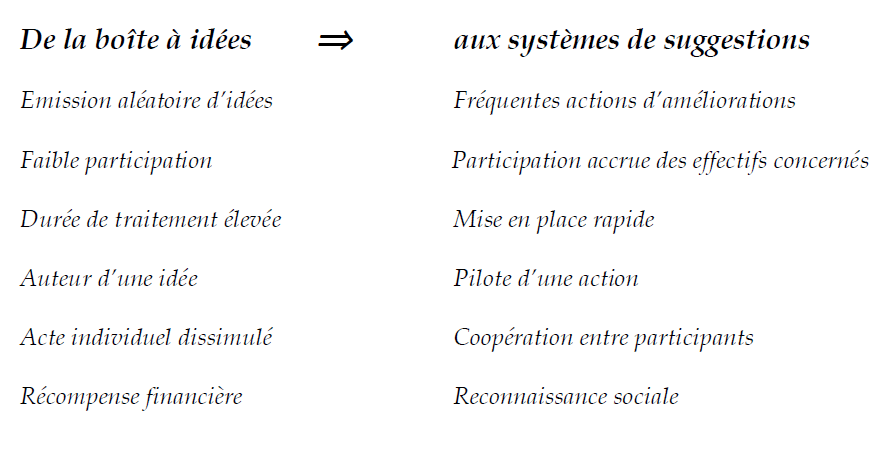 De la boîte à idées ⇒ aux systèmes de suggestions
Emission aléatoire d’idées Fréquentes actions d’améliorations
Faible participation Participation accrue des effectifs concernés
Durée de traitement élevée Mise en place rapide
Auteur d’une idée Pilote d’une action
Acte individuel dissimulé Coopération entre participants
Récompense financière Reconnaissance sociale